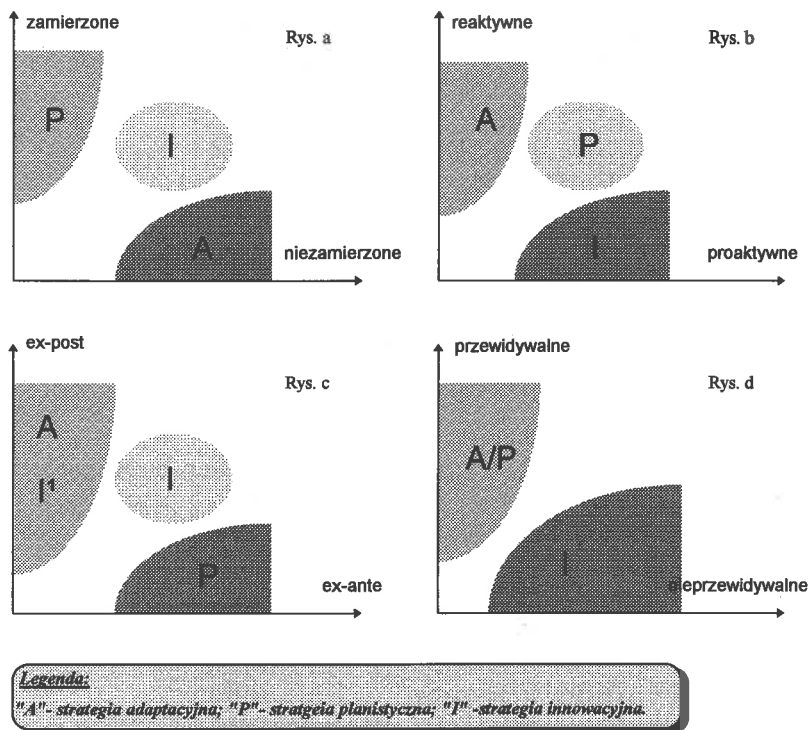 zamierzone
Rys. a
P
I
A
niezamierzone
reaktywne
Rys. b
A
P
I
proaktywne
ex-post
Rys. c
A
I¹
I
P
ex-ante
przewidywalne
Rys. d
A/P
I
nieprzewidywalne
Legenda:
"A"- strategia adaptacyjna; "P"- stratgeia planistyczna; "I" -strategia innowacyjna.